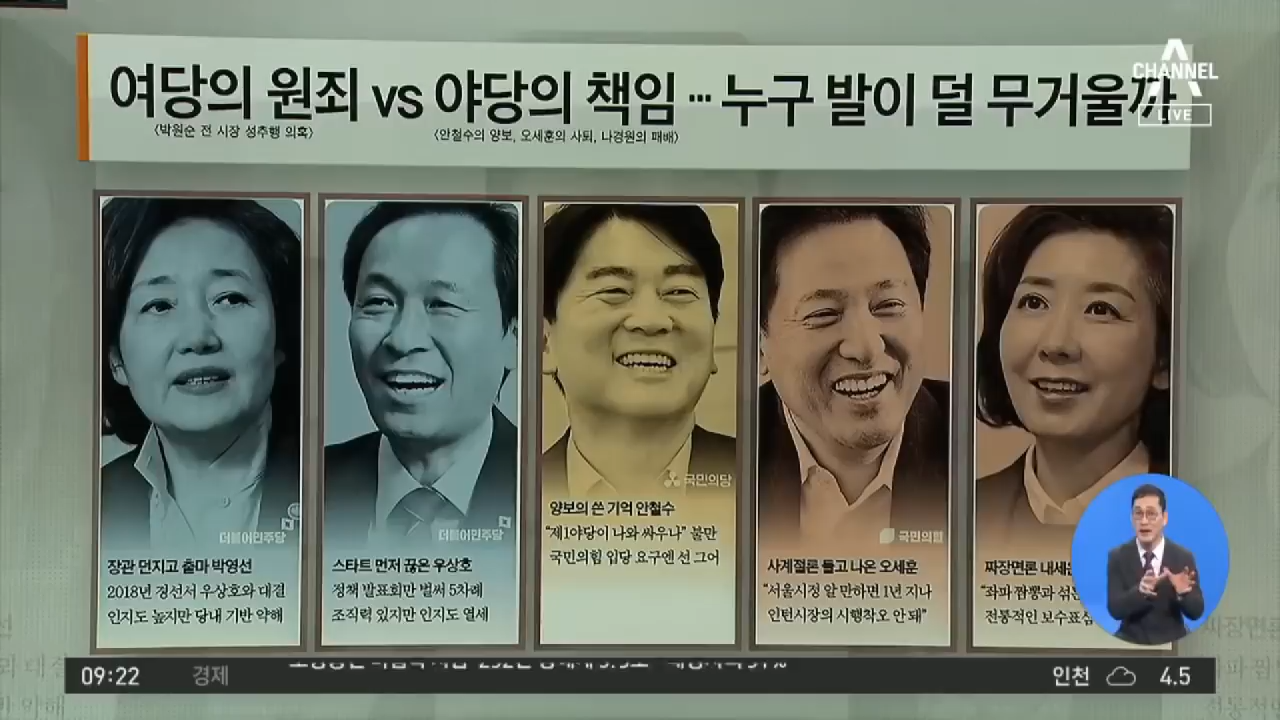 여당의 원죄 vs 야당의 책임 … 누구 발이 덜 무거울까
<박원순 전 시장 성추행 의혹>
<안철수의 양보, 오세훈의 사퇴, 나경원의 패배>
CHANNEL
LIVE
더불어민주당
장관 던지고 출마 박영선
2018년 경선서 우상호와 대결
인지도 높지만 당내 기반 약해
더불어민주당
스타트 먼저 끊은 우상호
정책 발표회만 벌써 5차례
조직력 있지만 인지도 열세
국민의당
양보의 쓴 기억 안철수
“제1야당이 나와 싸우나” 불만
국민의힘 입당 요구엔 선 그어
국민의힘
사계절론 들고 나온 오세훈
“서울시정 알 만하면 1년 지나
인턴시장의 시행착오 안 돼”
짜장면론 내세운
“좌파 짬뽕과 섞은
전통적인 보수표심
09:22
경제
인천
4.5